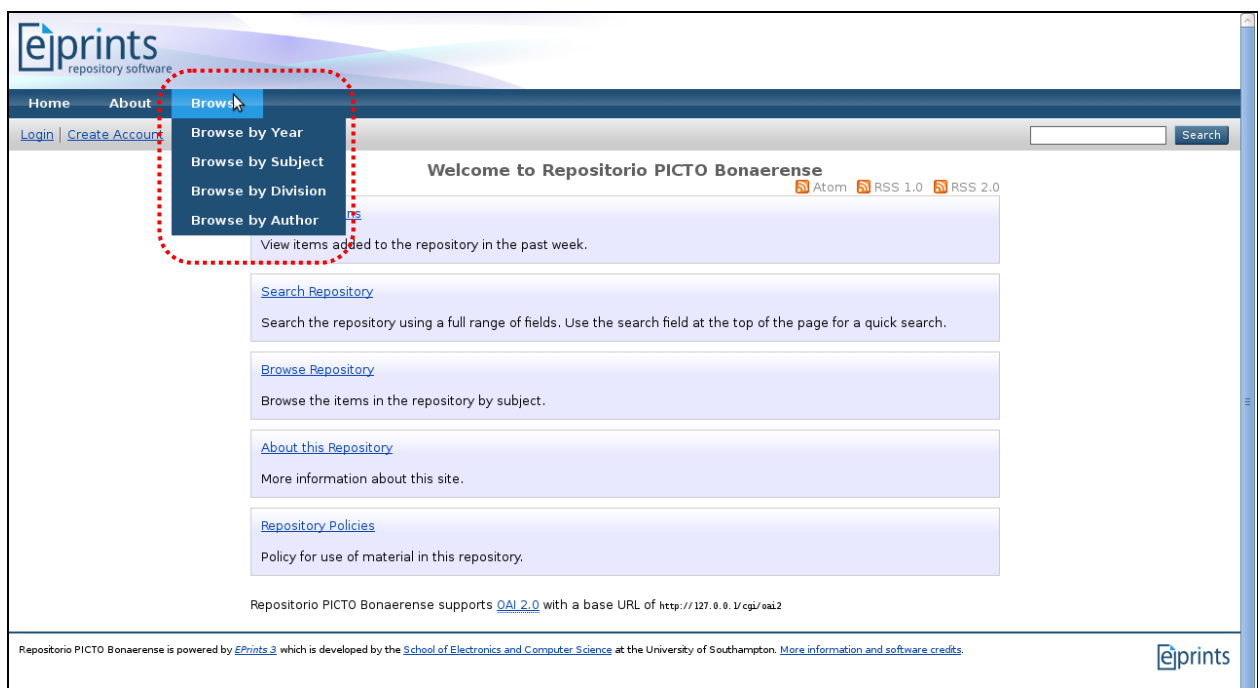 eprints
repository software
Home About Brows
Login | Create Account
Search
Browse by Year
Browse by Subject
Browse by Division
Browse by Author
Welcome to Repositorio PICTO Bonaerense
Atom RSS 1.0 RSS 2.0
View items added to the repository in the past week.
Search Repository
Search the repository using a full range of fields. Use the search field at the top of the page for a quick search.
Browse Repository
Browse the items in the repository by subject.
About this Repository
More information about this site.
Repository Policies
Policy for use of material in this repository.
Repositorio PICTO Bonaerense supports OAI 2.0 with a base URL of http://127.0.0.1/cgi/oai2
Repositorio PICTO Bonaerense is powered by EPrints 3 which is developed by the School of Electronics and Computer Science at the University of Southampton. More information and software credits.
eprints